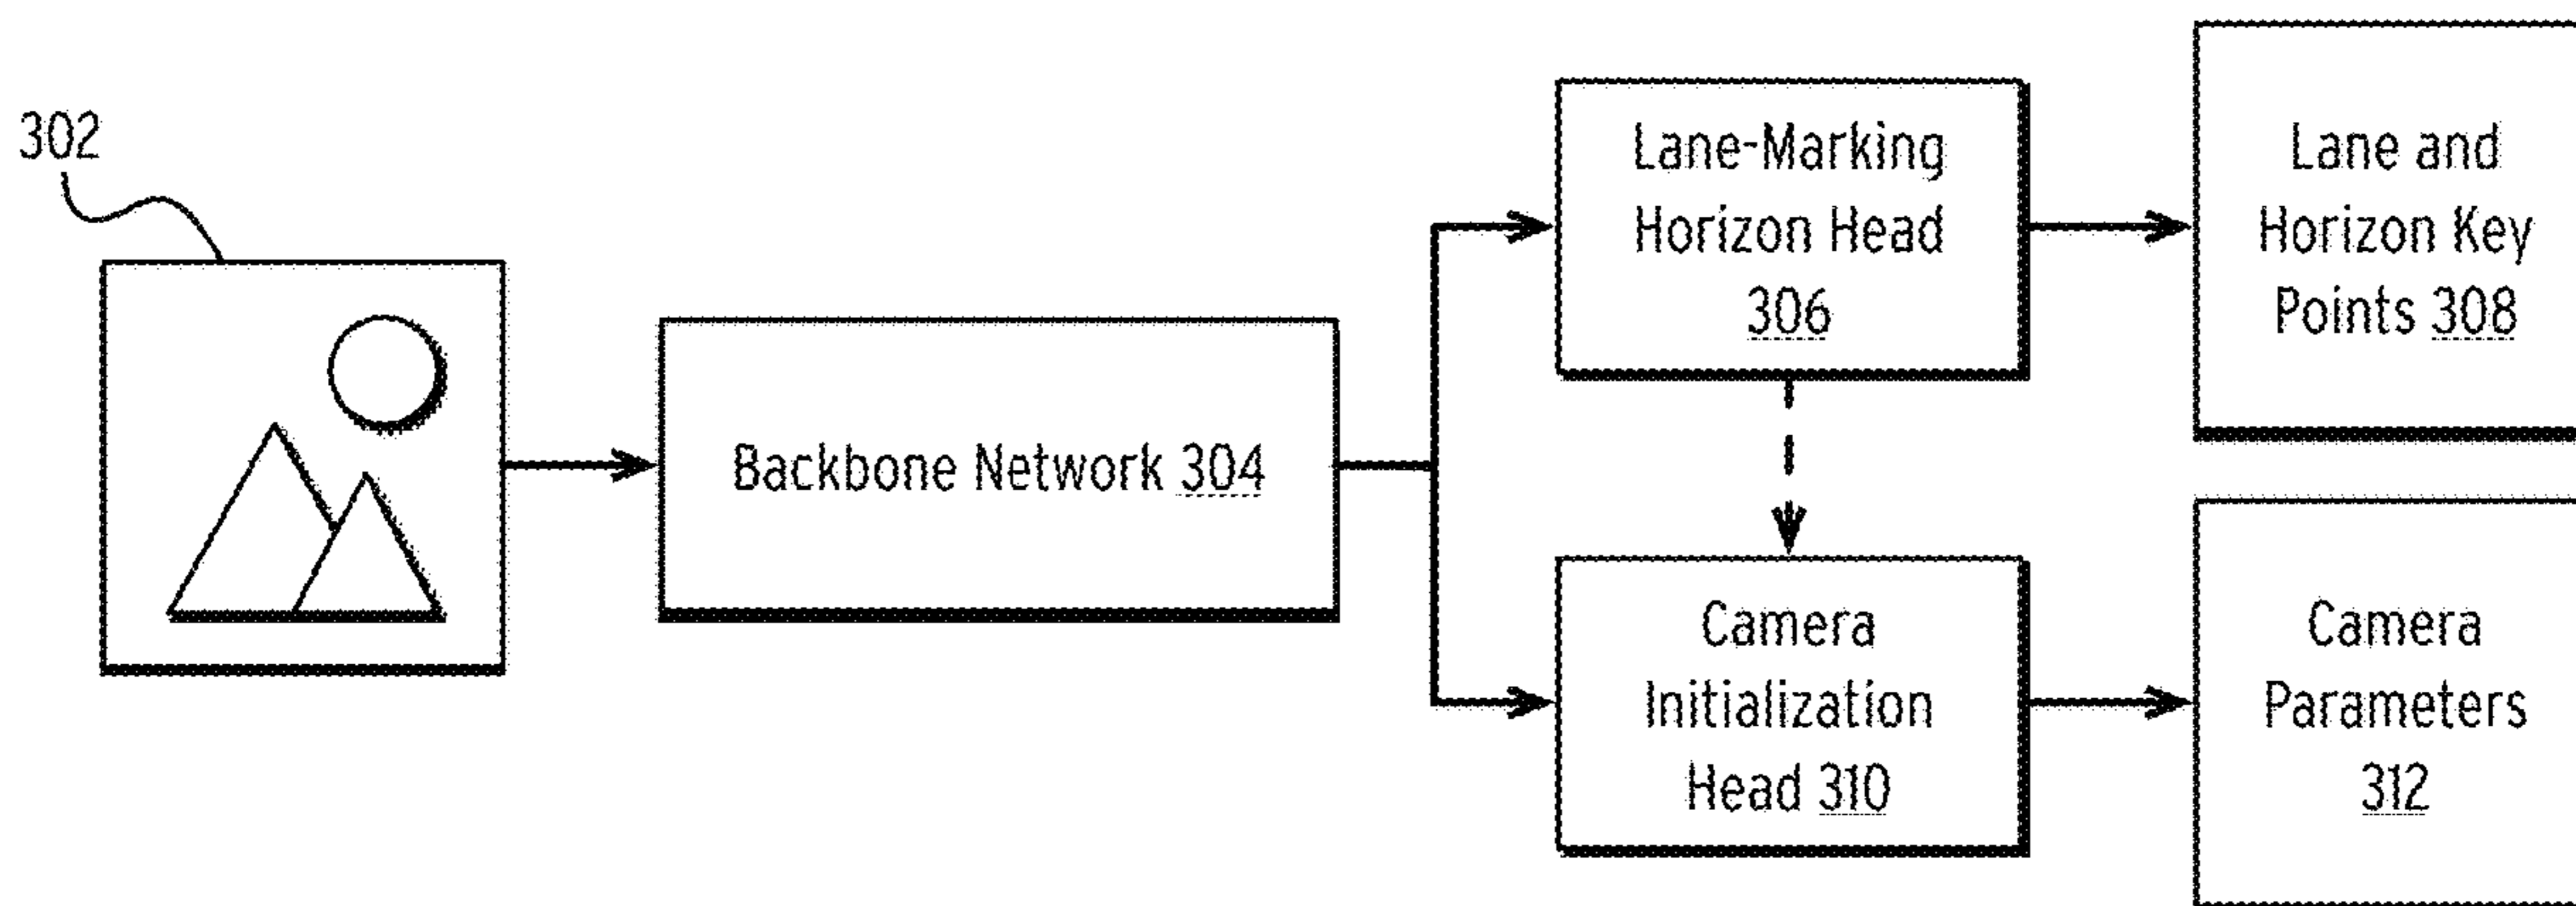 302
Backbone Network 304
Lane-Marking
Horizon Head
306
Lane and
Horizon Key
Points 308
Camera
Initialization
Head 310
Camera
Parameters
312